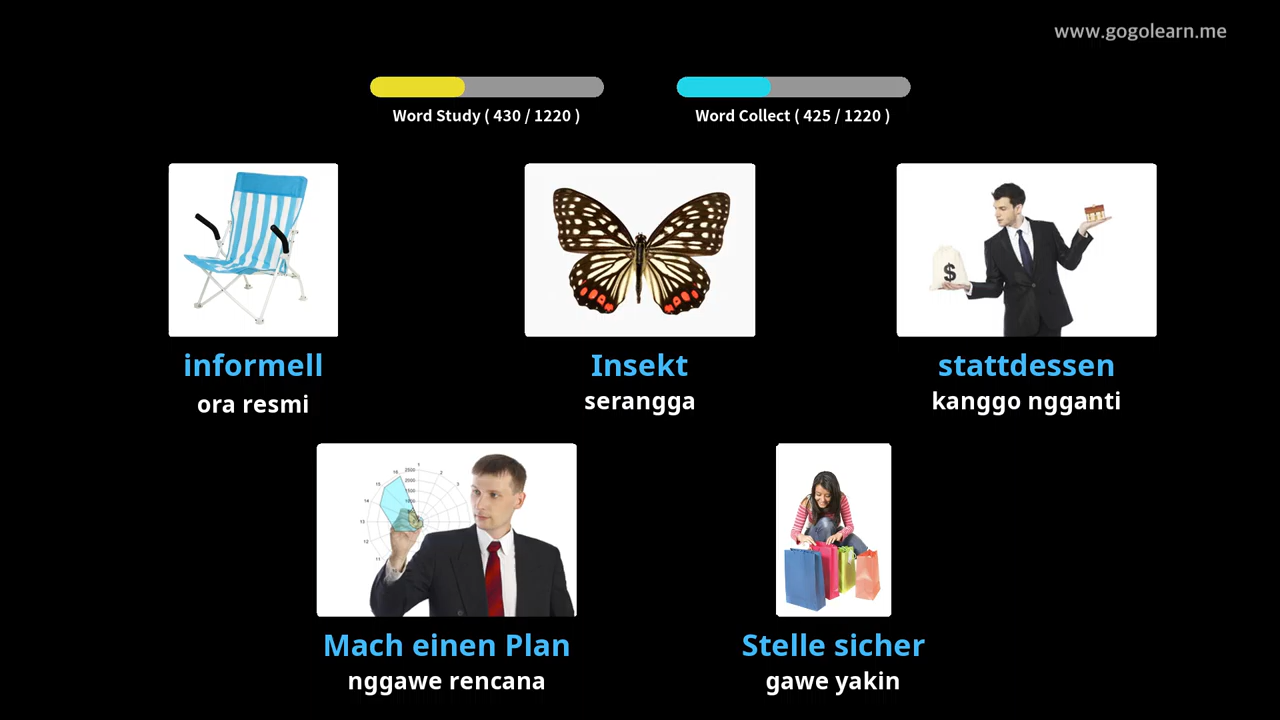 www.gogolearn.me
Word Study ( 430 / 1220 )
Word Collect ( 425 / 1220 )
informell
ora resmi
Insekt
serangga
stattdessen
kanggo ngganti
Mach einen Plan
nggawe rencana
Stelle sicher
gawe yakin